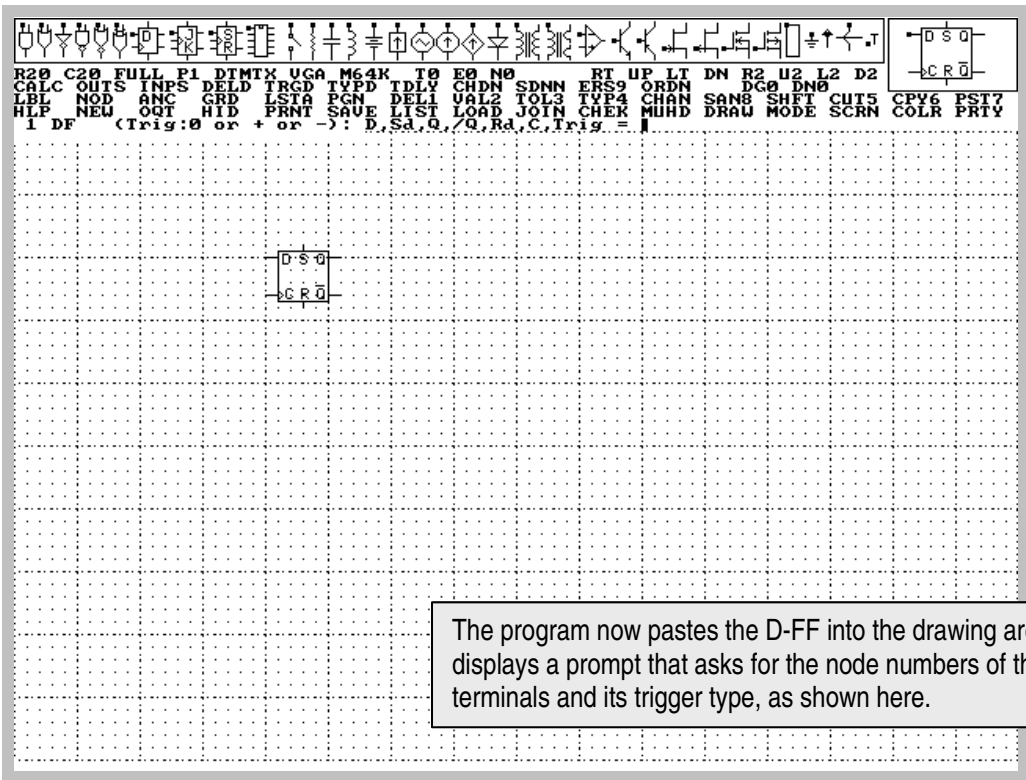 D S Q
C R Q̅
R20 C20 FULL P1 DTMTX VGA M64K T0 E0 N0 RT UP LT DN R2 U2 L2 D2
CALC OUTS INPS DELD TRGD TYPD TDLY CHDN SDNN ERS9 ORDN DG0 DN0
LBL NOD ANC GRD LSTA PGN DEL1 VAL2 TOL3 TYP4 CHAN SAN8 SHFT CUT5 CPY6 PST7
HLP NEW OQT HID PRNT SAVE LIST LOAD JOIN CHEK MUHD DRAW MODE SCRN COLR PRTY
1 DF (Trig:0 or + or -): D,Sd,Q,/Q,Rd,C,Trig =
D S Q
C R Q̅
The program now pastes the D-FF into the drawing
displays a prompt that asks for the node numbers of
terminals and its trigger type, as shown here.